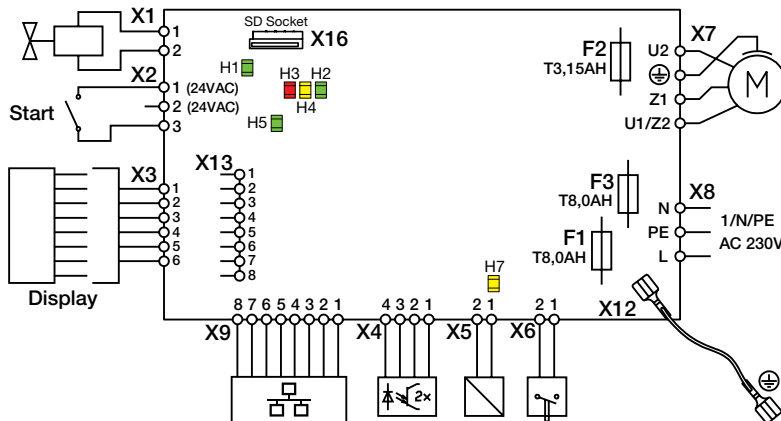 X1
1
2
X2
1 (24VAC)
2 (24VAC)
3
Start
X3
1
2
3
4
5
6
Display
SD Socket
X16
H1
H3
H2
H4
H5
X13
1
2
3
4
5
6
7
8
F2
T3,15AH
U2
X7
Z1
U1/Z2
M
F3
T8,0AH
F1
T8,0AH
X8
N
PE
L
1/N/PE
AC 230V
H7
X12
8 7 6 5 4 3 2 1
X9
4 3 2 1
X4
2 1
X5
2 1
X6
2×